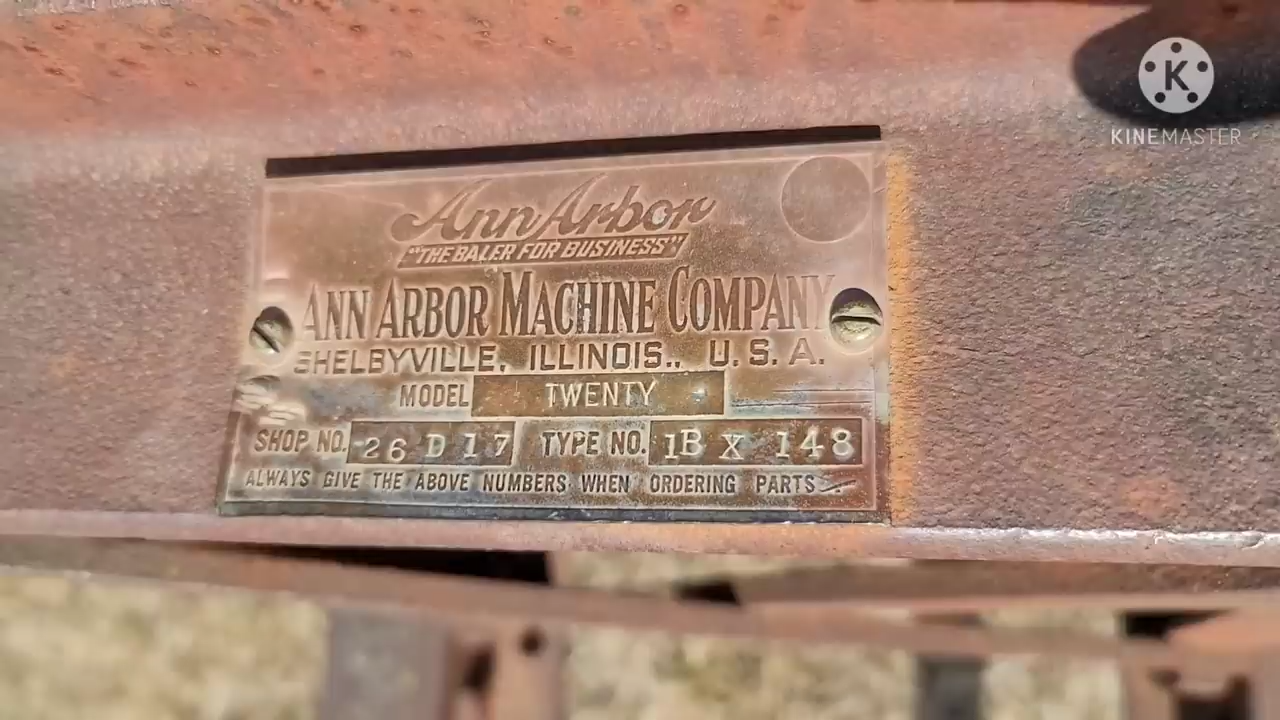 Ann Arbor
"THE BALER FOR BUSINESS"
ANN ARBOR MACHINE COMPANY
SHELBYVILLE, ILLINOIS., U.S.A.
MODEL TWENTY
SHOP NO. 26 D 17 TYPE NO. 1B X 148
ALWAYS GIVE THE ABOVE NUMBERS WHEN ORDERING PARTS.
K
KINEMASTER